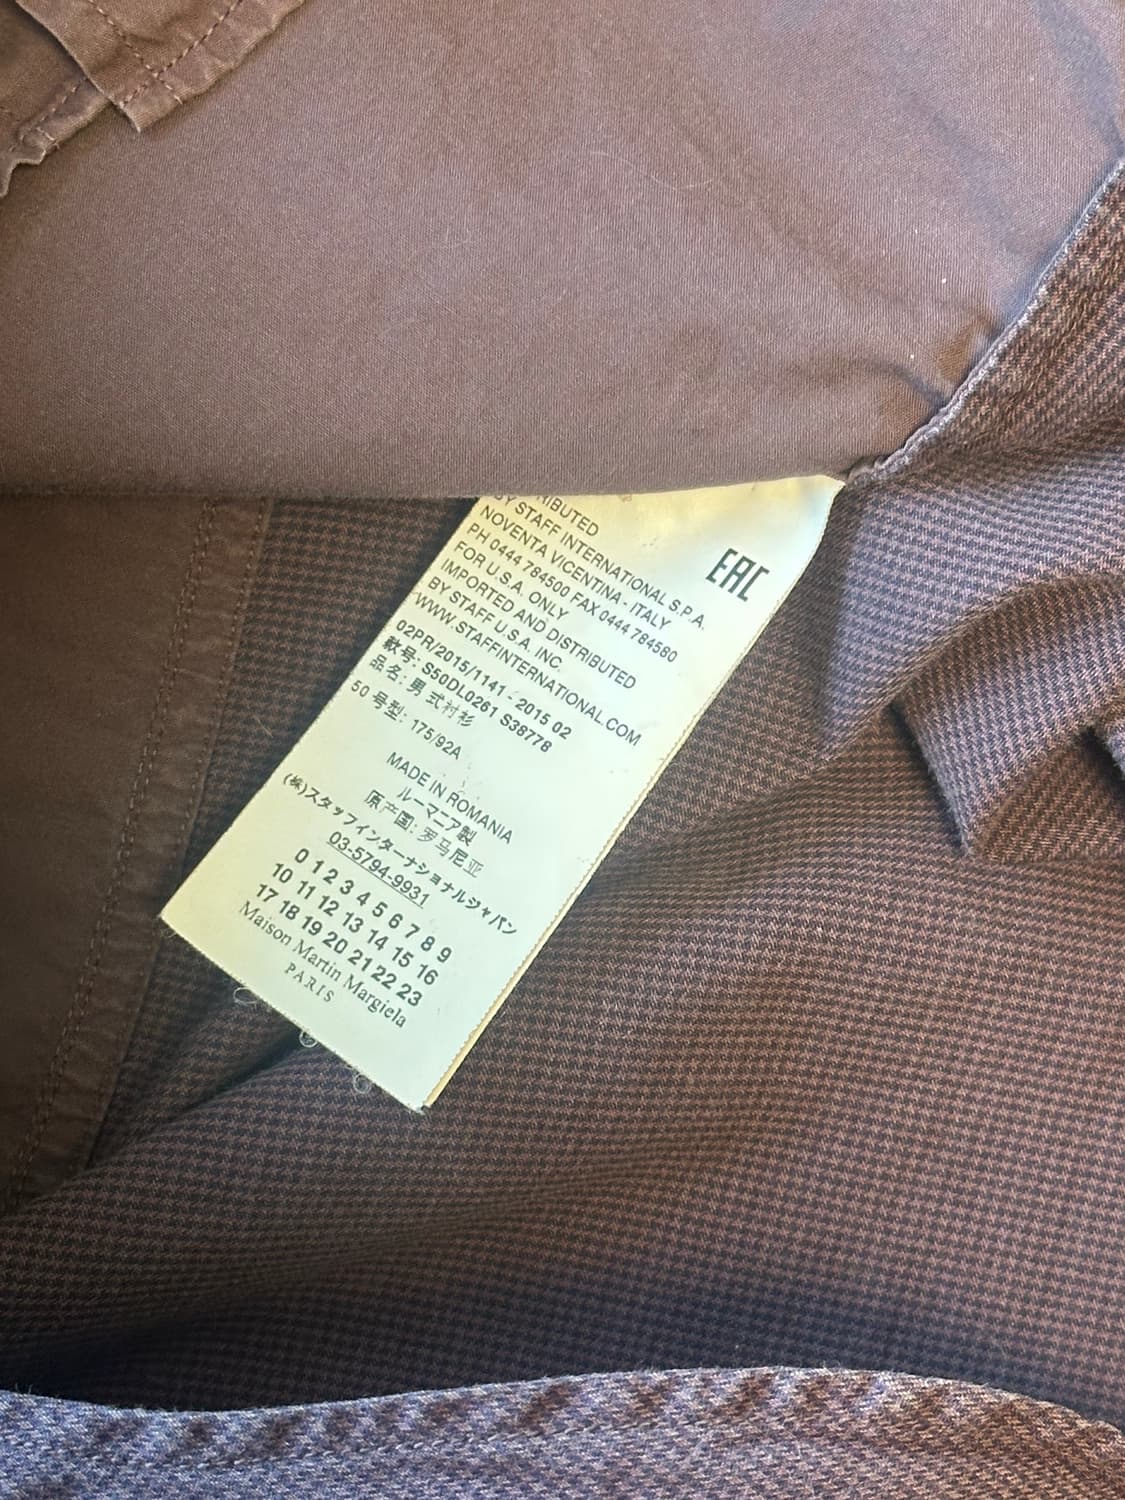 RIBUTED
BY STAFF INTERNATIONAL S.P.A.
NOVENTA VICENTINA - ITALY
PH 0444 784500 FAX 0444 784580
FOR U.S.A. ONLY
IMPORTED AND DISTRIBUTED
BY STAFF U.S.A. INC.
WWW.STAFFINTERNATIONAL.COM
EAC
02PR/2015/1141 - 2015 02
款号: S50DL0261 S38778
品名: 男式衬衫
50 号型: 175/92A
MADE IN ROMANIA
ルーマニア製
原产国: 罗马尼亚
(株)スタッフインターナショナルジャパン
03-5794-9931
0 1 2 3 4 5 6 7 8 9
10 11 12 13 14 15 16
17 18 19 20 21 22 23
Maison Martin Margiela
PARIS